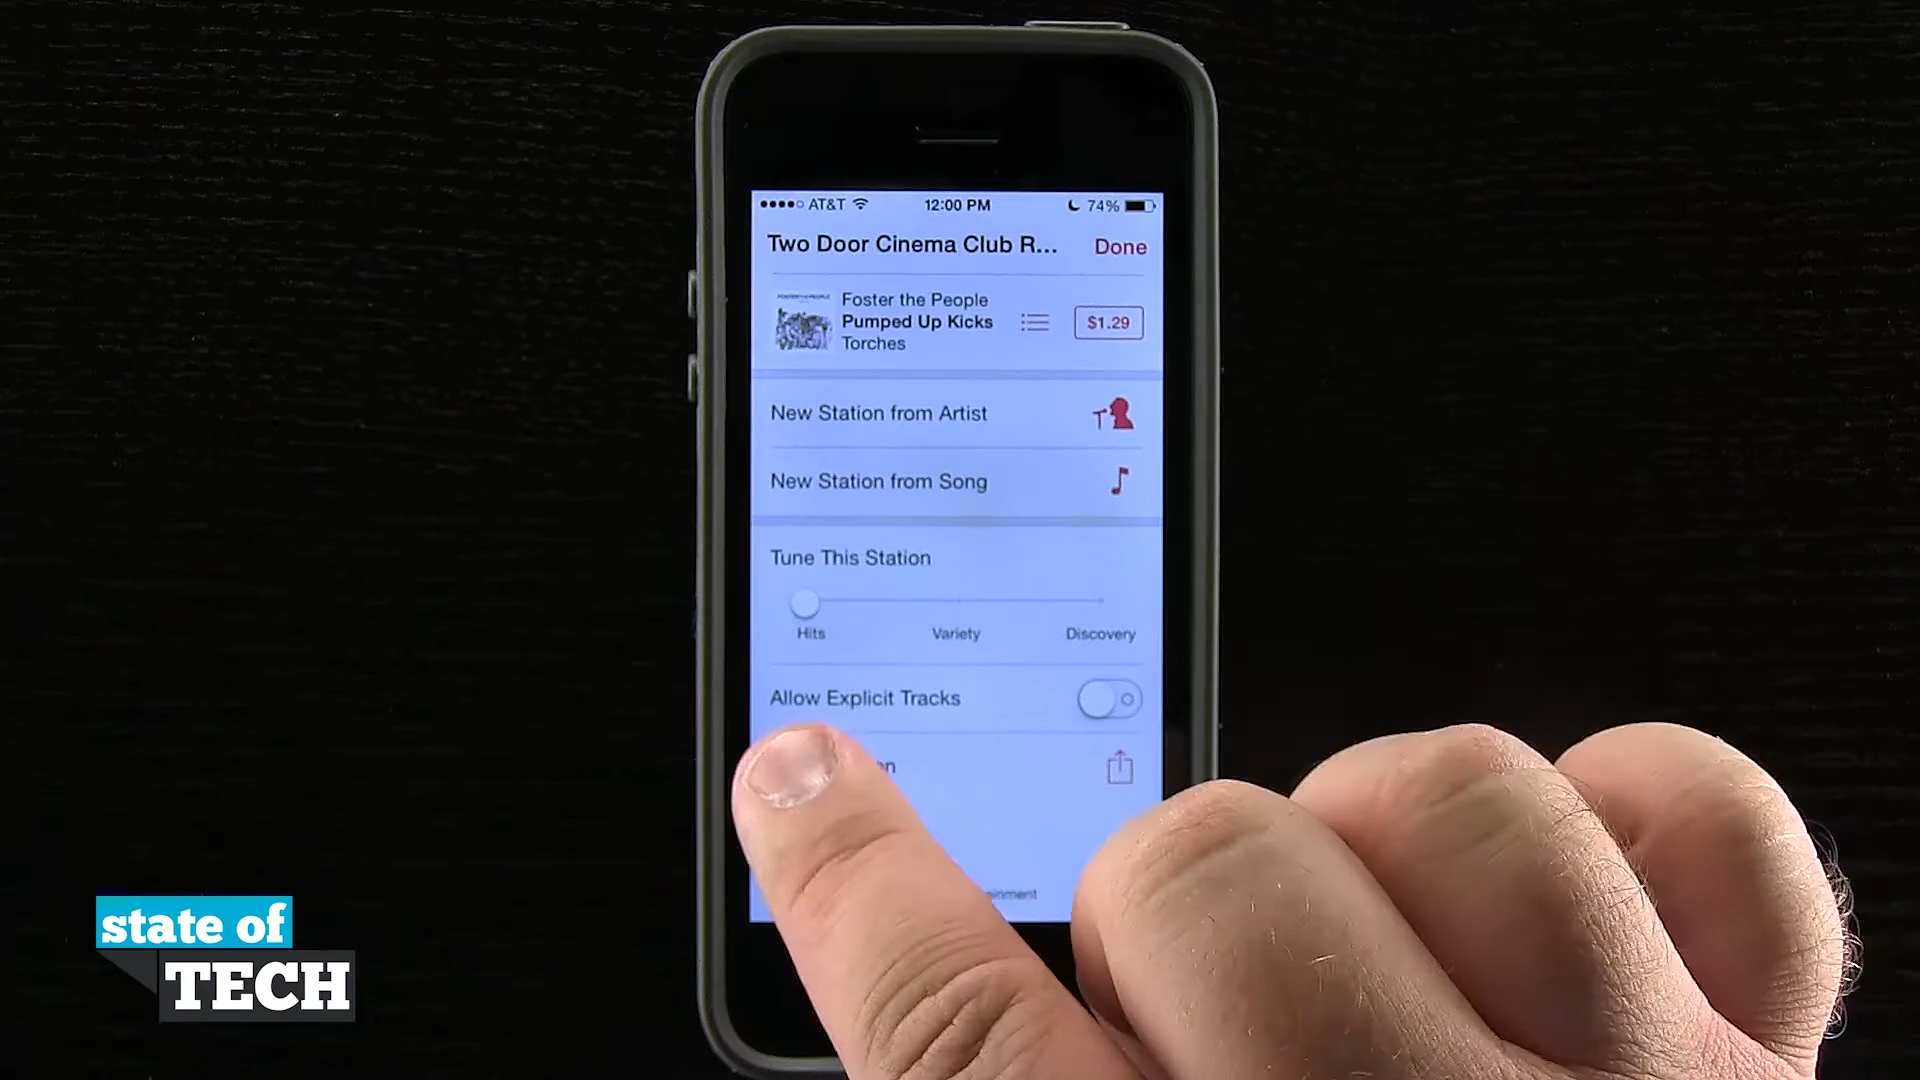 AT&T 12:00 PM 74%
Two Door Cinema Club R... Done
Foster the People
Pumped Up Kicks $1.29
Torches
New Station from Artist
New Station from Song
Tune This Station
Hits Variety Discovery
Allow Explicit Tracks
state of
TECH